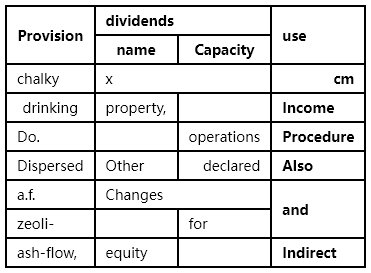 Provision dividends use
name Capacity
chalky x cm
drinking property, Income
Do. operations Procedure
Dispersed Other declared Also
a.f. Changes and
zeoli- for
ash-flow, equity Indirect